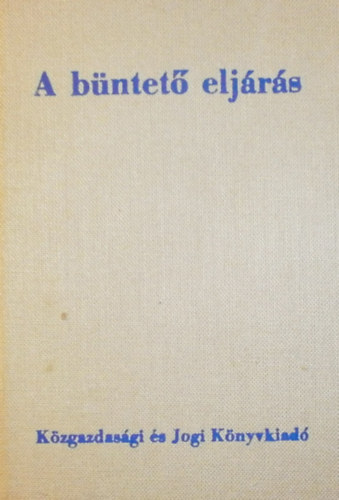 A büntető eljárás
Közgazdasági és Jogi Könyvkiadó